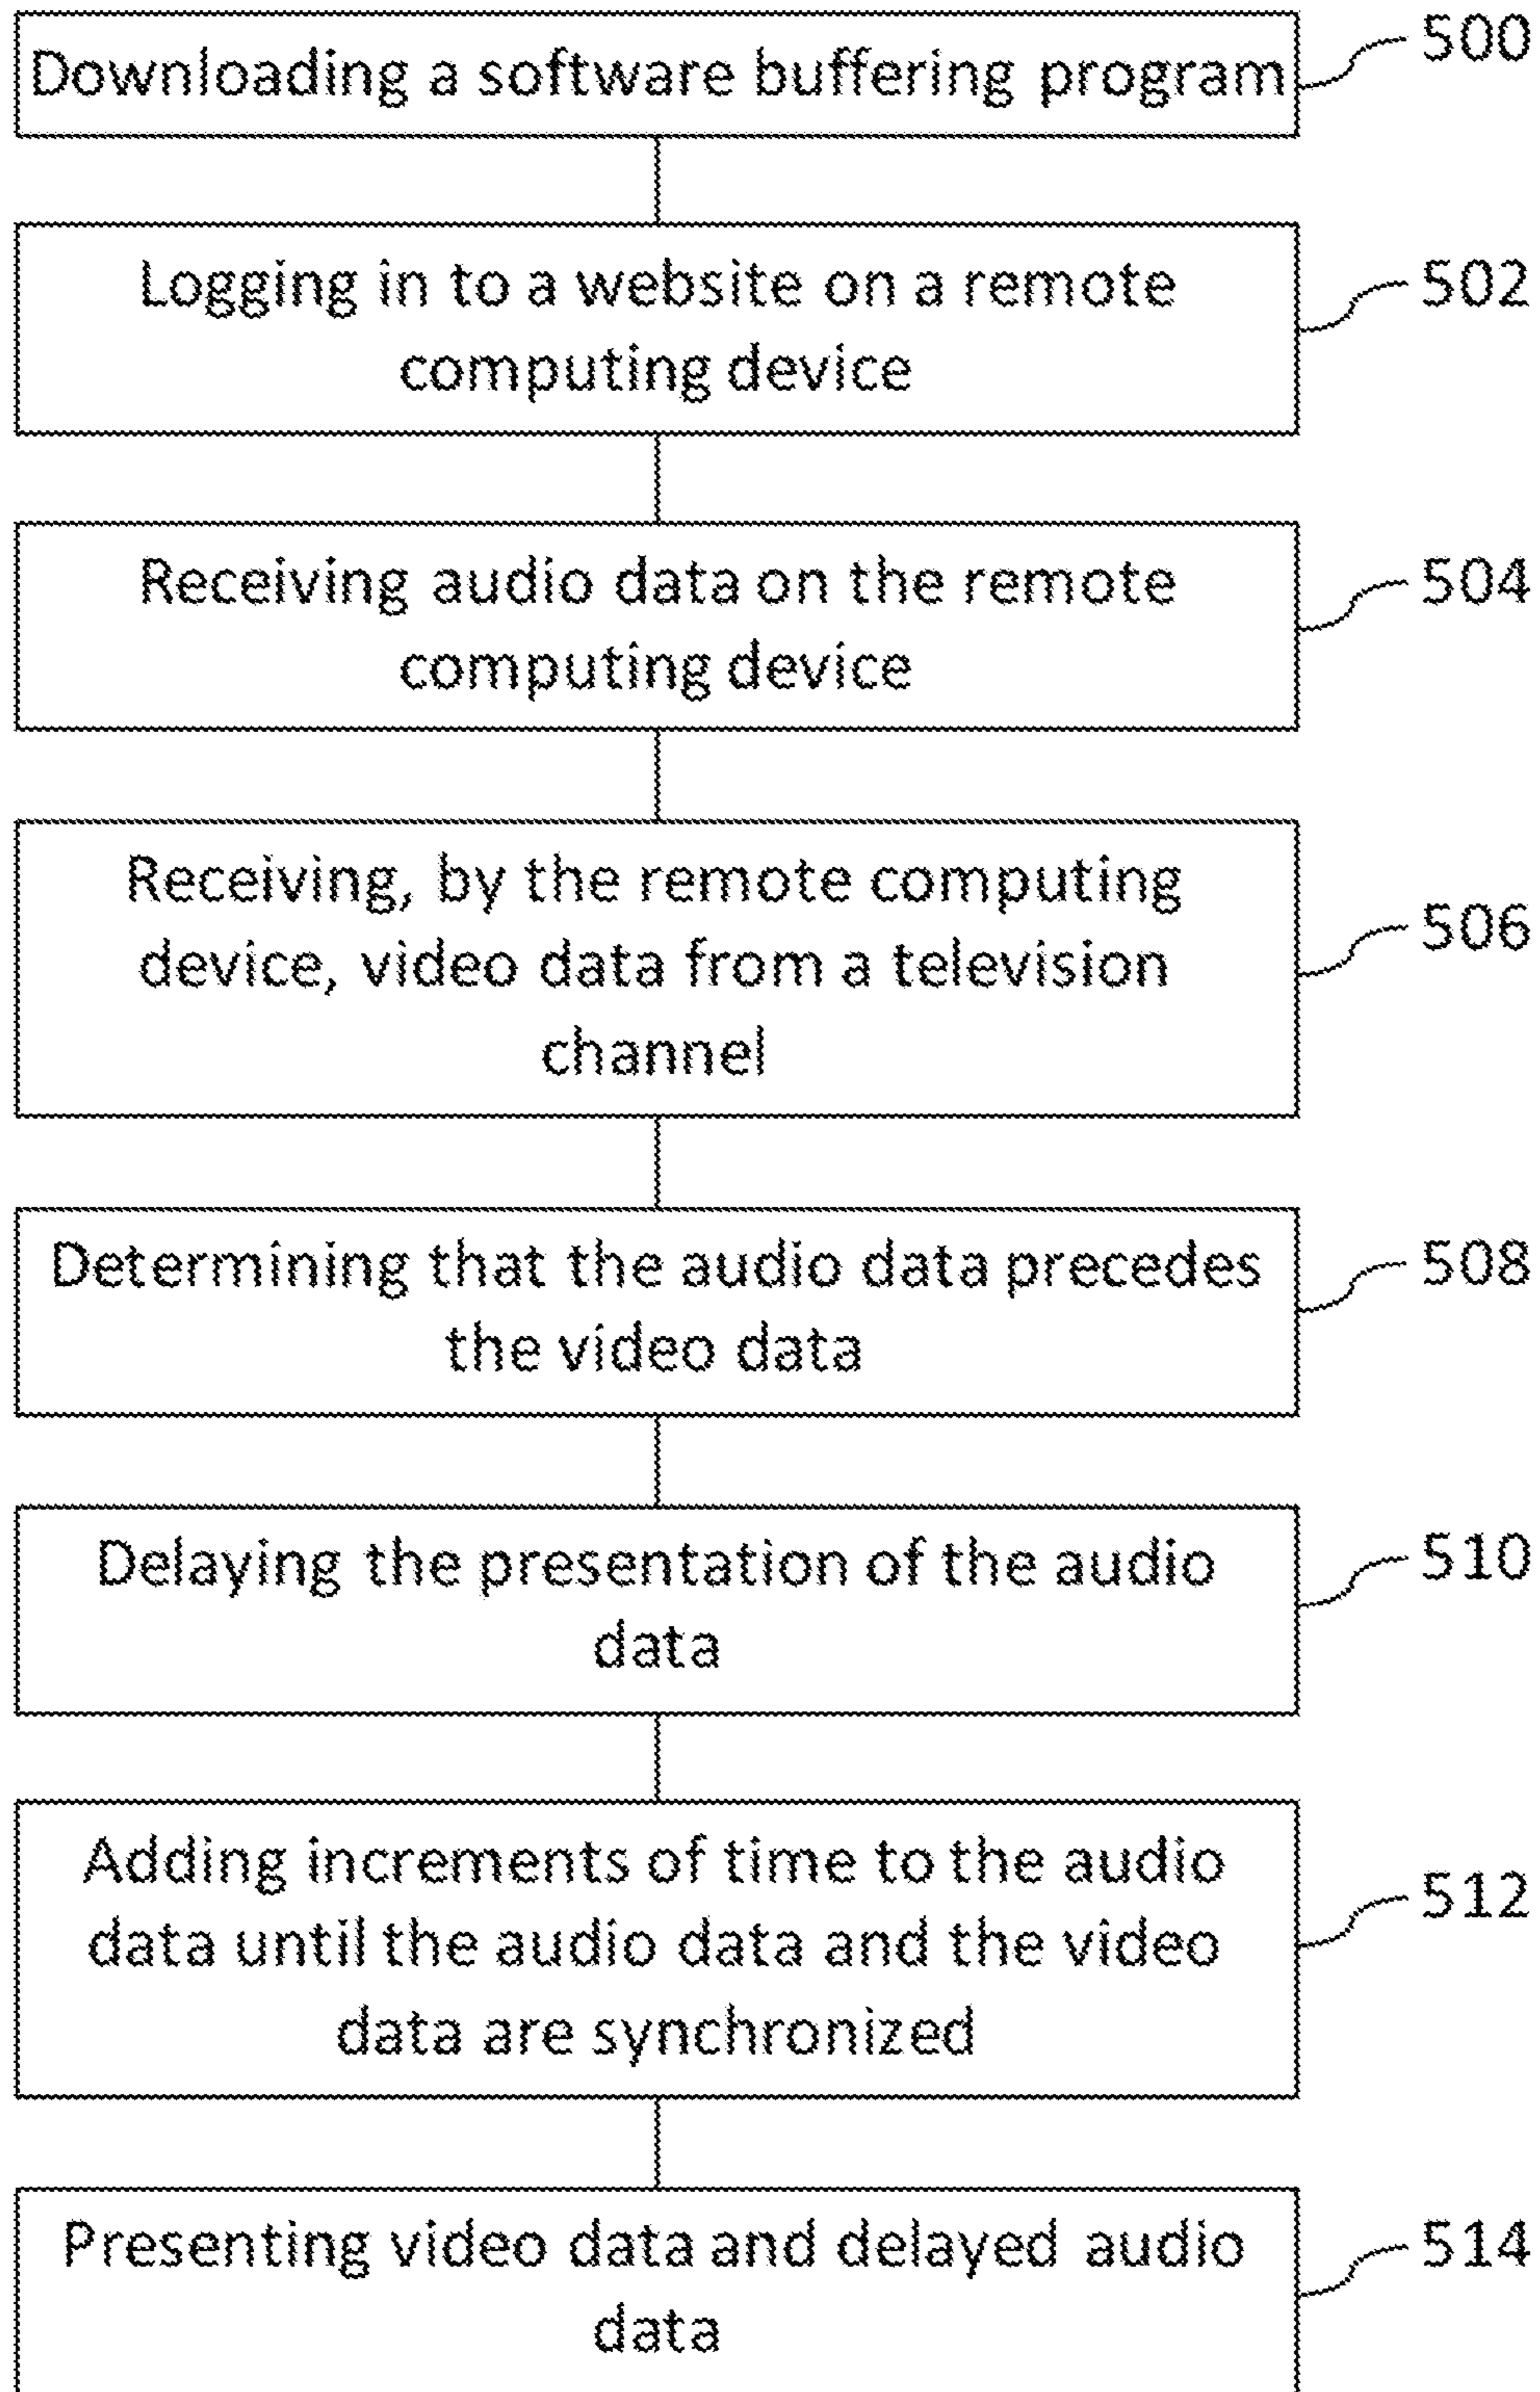 Downloading a software buffering program
500
Logging in to a website on a remote
computing device
502
Receiving audio data on the remote
computing device
504
Receiving, by the remote computing
device, video data from a television
channel
506
Determining that the audio data precedes
the video data
508
Delaying the presentation of the audio
data
510
Adding increments of time to the audio
data until the audio data and the video
data are synchronized
512
Presenting video data and delayed audio
data
514